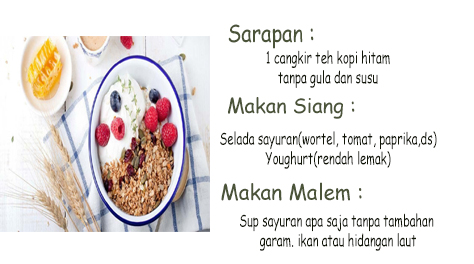 Sarapan :
1 cangkir teh kopi hitam
tanpa gula dan susu
Makan Siang :
Selada sayuran(wortel, tomat, paprika,ds)
Youghurt(rendah lemak)
Makan Malem :
Sup sayuran apa saja tanpa tambahan
garam. ikan atau hidangan laut